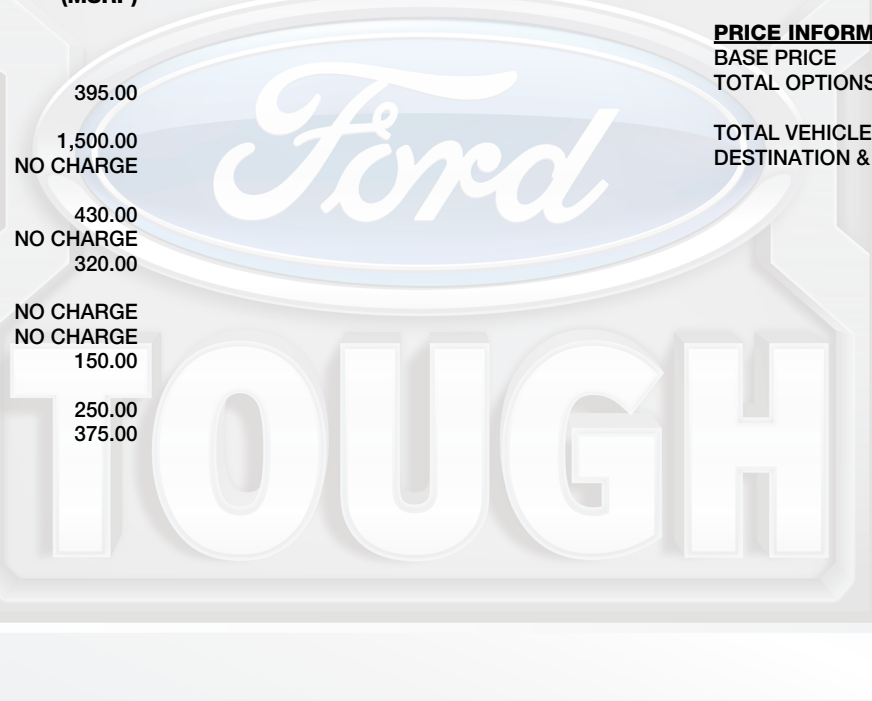 (MSRP)
395.00
1,500.00
NO CHARGE
430.00
NO CHARGE
320.00
NO CHARGE
NO CHARGE
150.00
250.00
375.00
PRICE INFORM
BASE PRICE
TOTAL OPTIONS
TOTAL VEHICLE
DESTINATION &
Ford
TOUGH